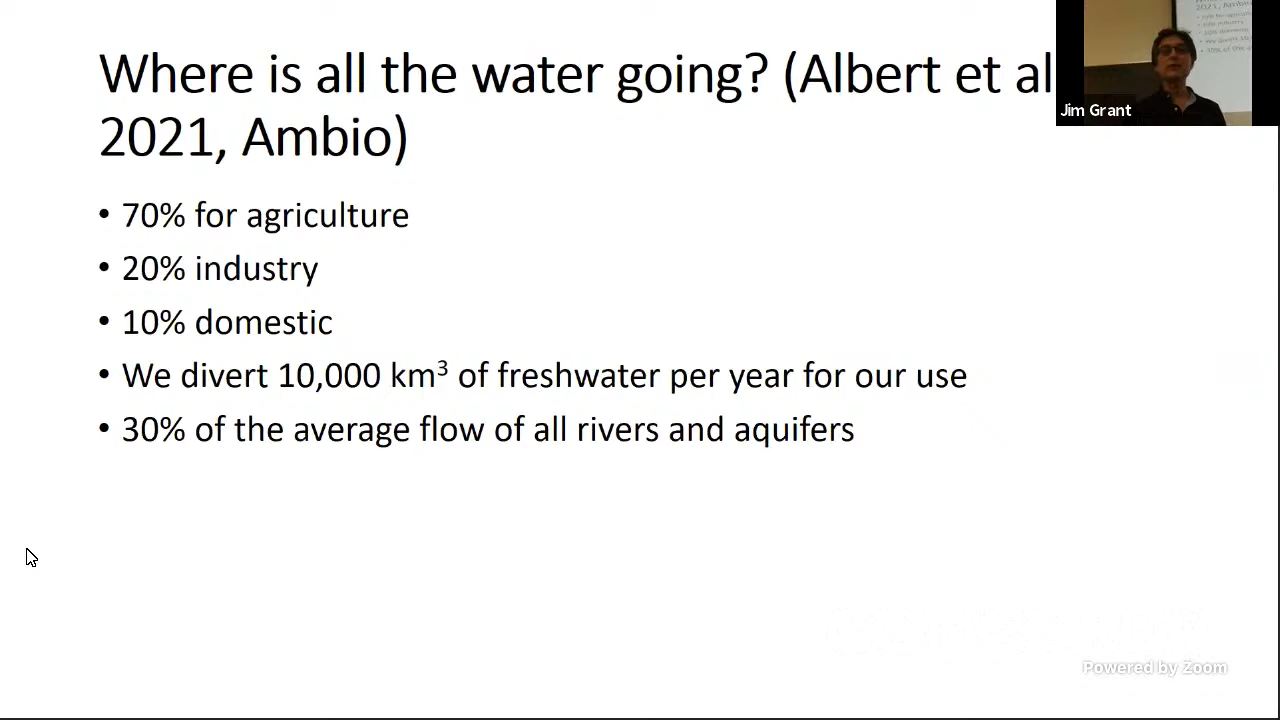 Where is all the water going? (Albert et al
2021, Ambio)
• 70% for agriculture
• 20% industry
• 10% domestic
• We divert 10,000 km³ of freshwater per year for our use
• 30% of the average flow of all rivers and aquifers
Jim Grant
Powered by Zoom